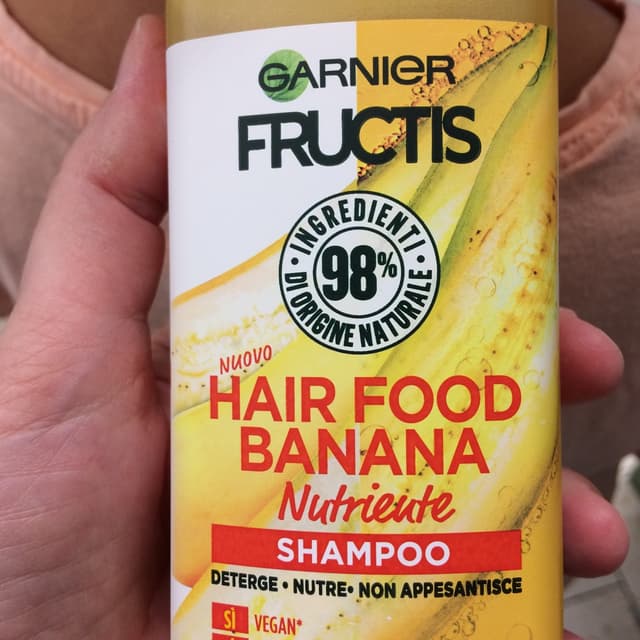 GARNIER
FRUCTIS
INGREDIENTI
DI ORIGINE NATURALE
98%
NUOVO
HAIR FOOD
BANANA
Nutriente
SHAMPOO
DETERGE • NUTRE• NON APPESANTISCE
SÌ VEGAN*